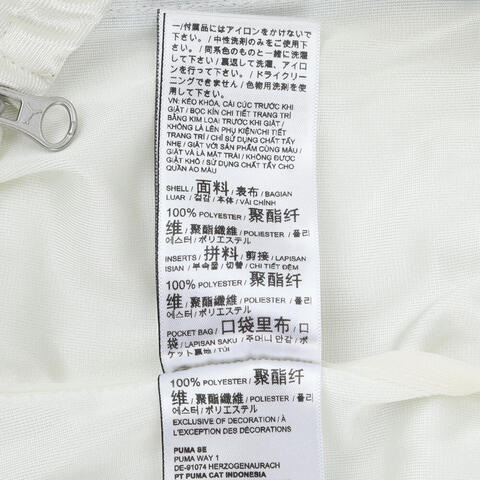 ー/付属品にはアイロンをかけないで
下さい。/中性洗剤のみをご使用下
さい。/同系色のものと一緒に洗濯
して下さい。/裏返して洗濯、アイロ
ンを行って下さい。/ドライクリー
ニングできません/色物用洗剤を使
用して下さい。
VN: KÉO KHÓA, CÀI CÚC TRƯỚC KHI
GIẶT/ BỌC KÍN CHI TIẾT TRANG TRÍ
BẰNG KIM LOẠI TRƯỚC KHI GIẶT/
KHÔNG LÀ LÊN PHỤ KIỆN/CHI TIẾT
TRANG TRÍ/ CHỈ SỬ DỤNG CHẤT TẨY
NHẸ/ GIẶT VỚI SẢN PHẨM CÙNG MÀU/
GIẶT VÀ LÀ MẶT TRÁI/ KHÔNG ĐƯỢC
GIẶT KHÔ/ SỬ DỤNG CHẤT TẨY CHO
QUẦN ÁO MÀU
SHELL / 面料 / 表布 / BAGIAN
LUAR / 겉감 / 本体 / VẢI CHÍNH
100% POLYESTER / 聚酯纤
维 / 聚酯纖維 / POLIESTER / 폴리
에스터 / ポリエステル
INSERTS / 拼料 / 剪接 / LAPISAN
ISIAN / 부속물 / 切替 / CHI TIẾT ĐỆM
100% POLYESTER / 聚酯纤
维 / 聚酯纖維 / POLIESTER / 폴리
에스터 / ポリエステル
POCKET BAG / 口袋里布 / 口
袋 / LAPISAN SAKU / 주머니 안감 / ポ
ケット裏地 / TÚI
100% POLYESTER / 聚酯纤
维 / 聚酯纖維 / POLIESTER / 폴리
에스터 / ポリエステル
EXCLUSIVE OF DECORATION / À
L'EXCEPTION DES DÉCORATIONS
PUMA SE
PUMA WAY 1
DE-91074 HERZOGENAURACH
PT PUMA CAT INDONESIA